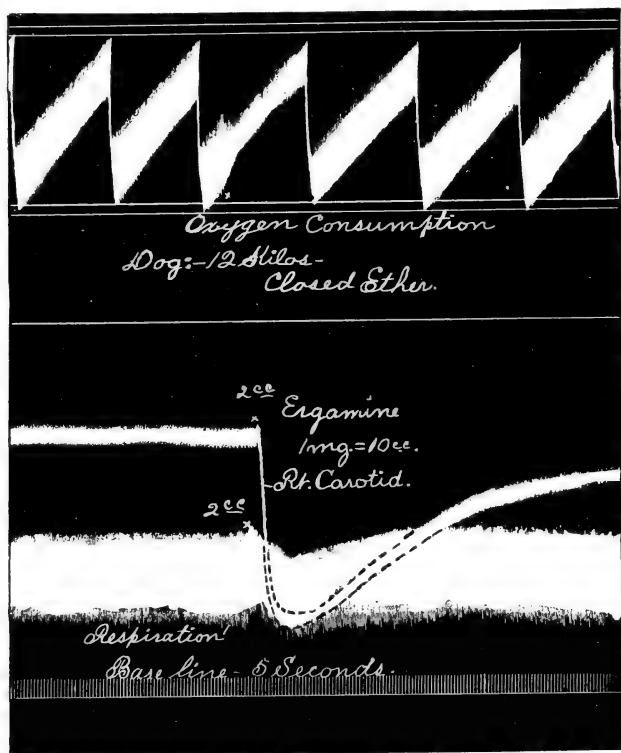 Oxygen Consumption
Dog:-12 Kilos-
Closed Ether.
2cc Ergamine
1mg.=10cc.
Rt. Carotid.
2cc
Respiration
Base line - 5 Seconds.